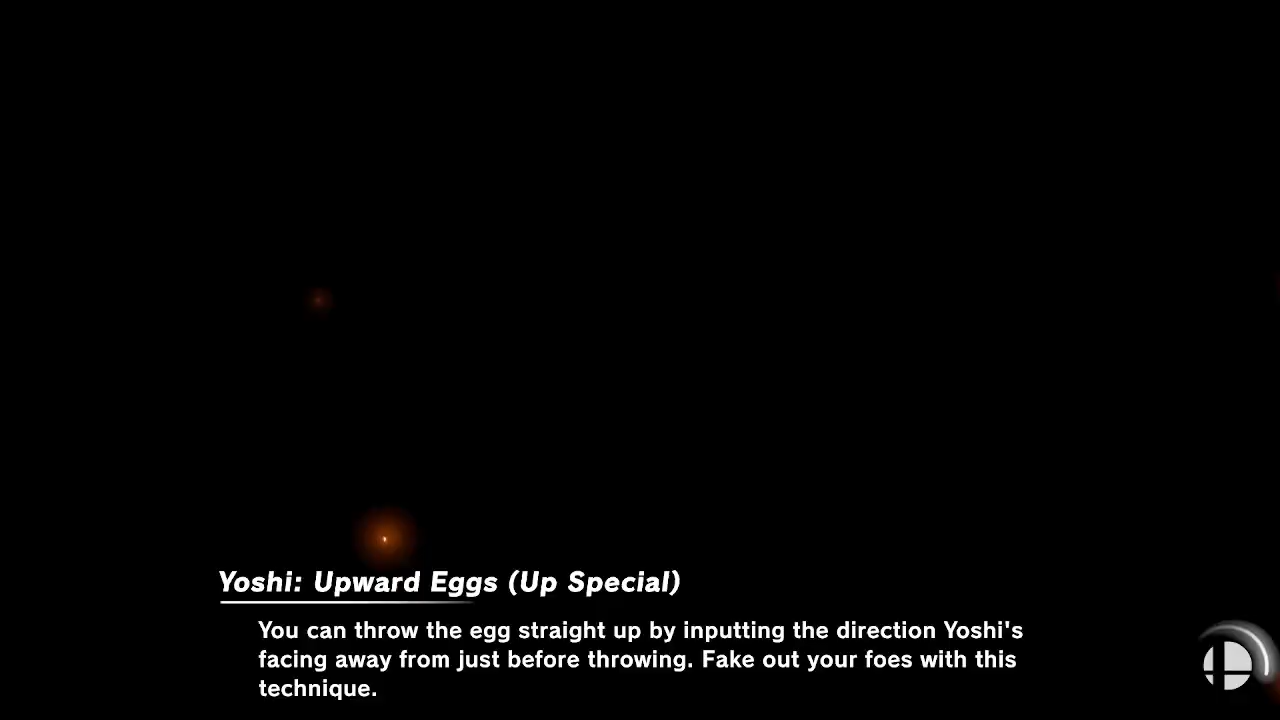 Yoshi: Upward Eggs (Up Special)
You can throw the egg straight up by inputting the direction Yoshi's
facing away from just before throwing. Fake out your foes with this
technique.